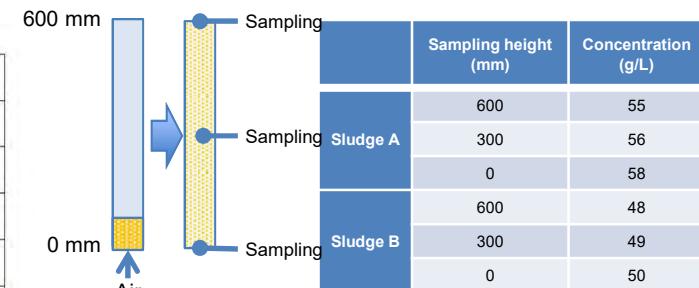 600 mm
Sampling
Sampling
0 mm
Sampling
Air
Sampling height (mm)
Concentration (g/L)
Sludge A
600 55
300 56
0 58
Sludge B
600 48
300 49
0 50